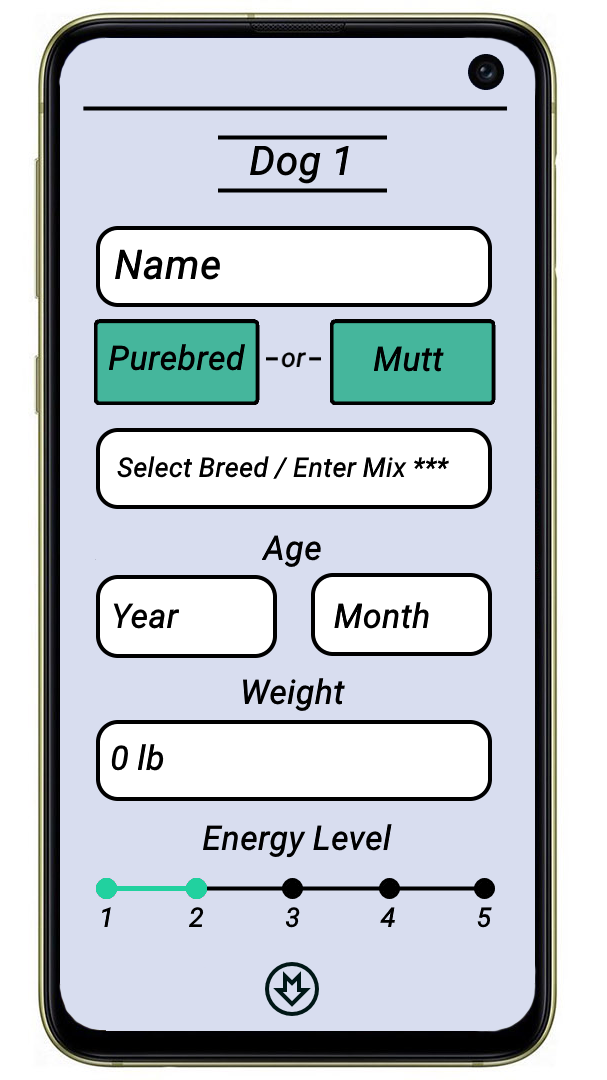 Dog 1
Name
Purebred -or- Mutt
Select Breed / Enter Mix ***
Age
Year Month
Weight
0 lb
Energy Level
1 2 3 4 5